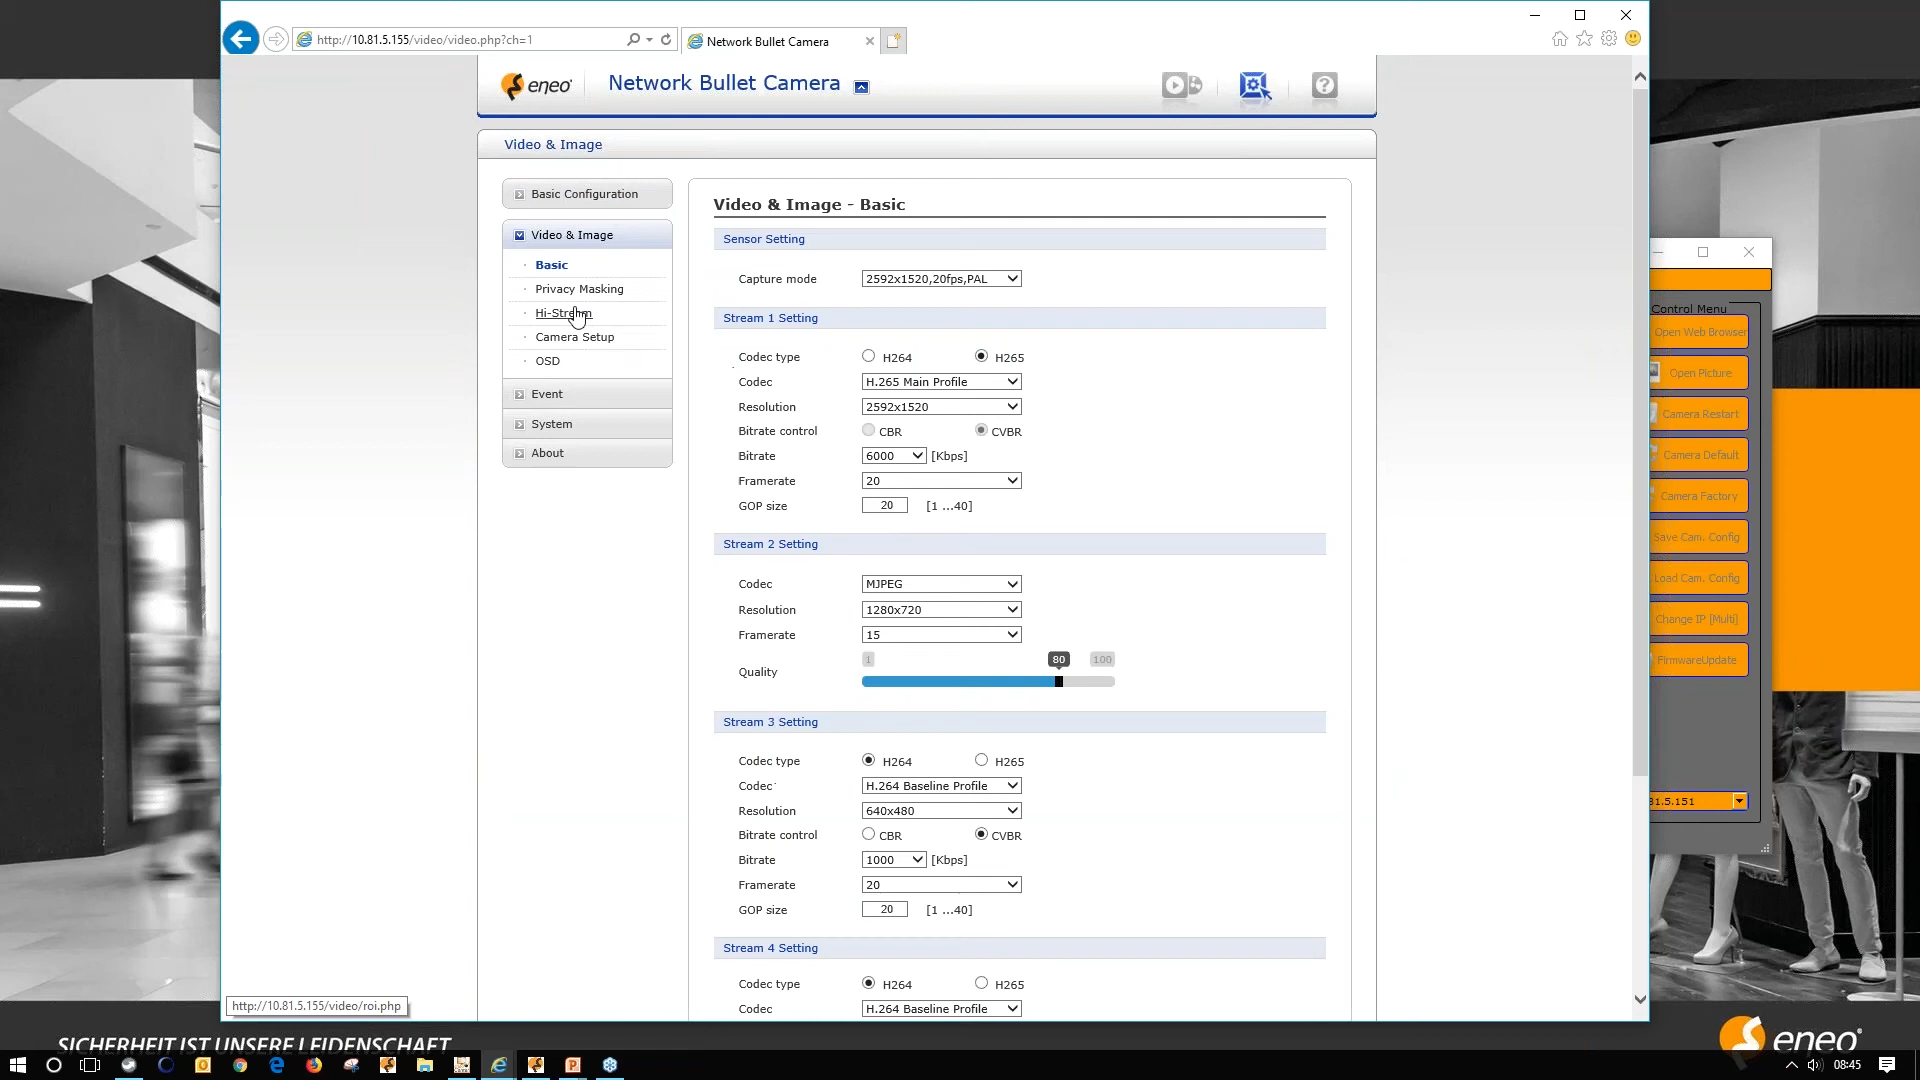 http://10.81.5.155/video/video.php?ch=1
Network Bullet Camera
eneo
Network Bullet Camera
Video & Image
Basic Configuration
Video & Image
Basic
Privacy Masking
Hi-Stream
Camera Setup
OSD
Event
System
About
Video & Image - Basic
Sensor Setting
Capture mode 2592x1520,20fps,PAL
Stream 1 Setting
Codec type H264 H265
Codec H.265 Main Profile
Resolution 2592x1520
Bitrate control CBR CVBR
Bitrate 6000 [Kbps]
Framerate 20
GOP size 20 [1 ...40]
Stream 2 Setting
Codec MJPEG
Resolution 1280x720
Framerate 15
1 80 100
Quality
Stream 3 Setting
Codec type H264 H265
Codec H.264 Baseline Profile
Resolution 640x480
Bitrate control CBR CVBR
Bitrate 1000 [Kbps]
Framerate 20
GOP size 20 [1 ...40]
Stream 4 Setting
Codec type H264 H265
Codec H.264 Baseline Profile
http://10.81.5.155/video/roi.php
Control Menu
Open Web Browser
Open Picture
Camera Restart
Camera Default
Camera Factory
Save Cam. Config
Load Cam. Config
Change IP [Multi]
FirmwareUpdate
31.5.151
SICHERHEIT IST UNSERE LEIDENSCHAFT
eneo
08:45